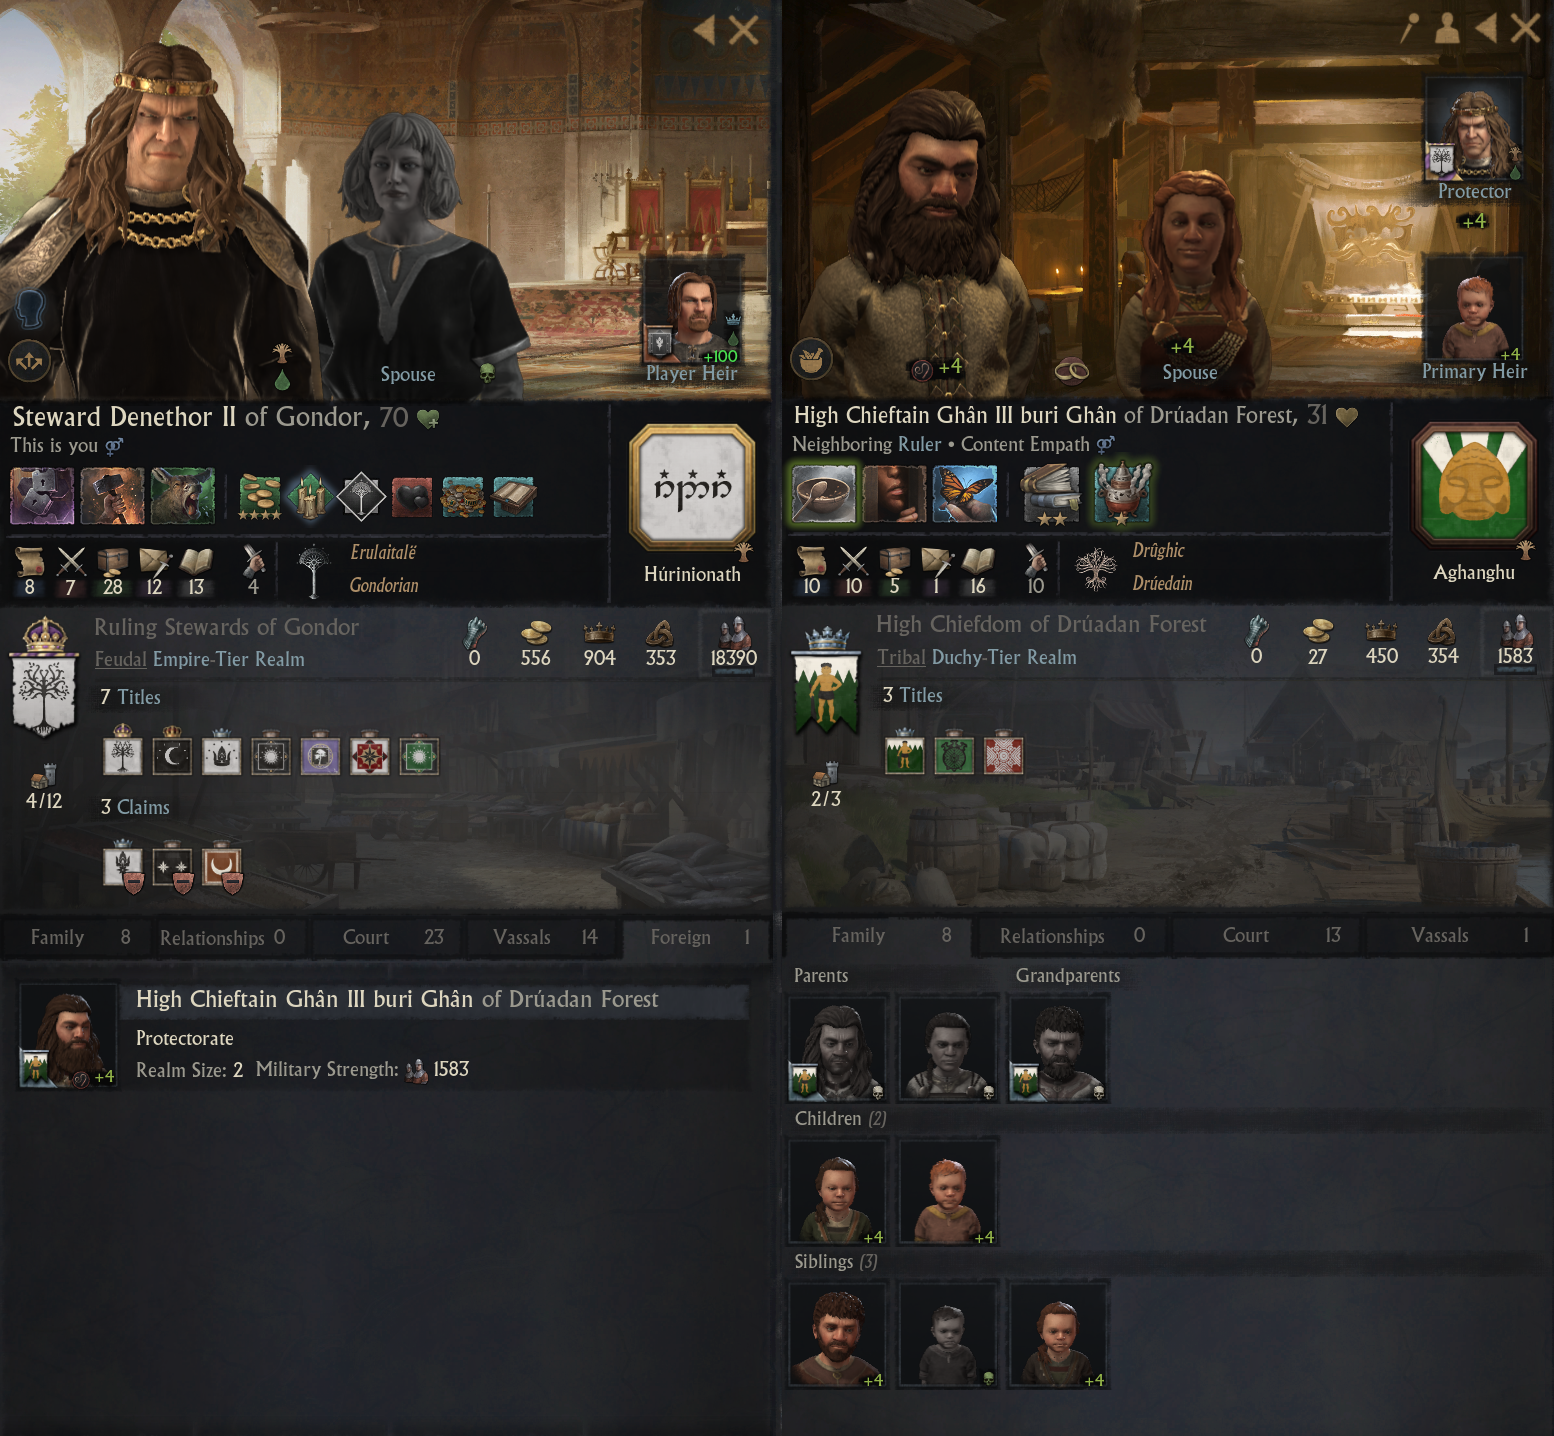 +100
Spouse
Player Heir
Steward Denethor II of Gondor, 70
This is you
Erulaitalë
8 7 28 12 13 4
Gondorian
Húrinionath
Ruling Stewards of Gondor
Feudal Empire-Tier Realm
0 556 904 353 18390
7 Titles
4/12
3 Claims
Family 8 Relationships 0 Court 23 Vassals 14 Foreign 1
High Chieftain Ghân III buri Ghân of Drúadan Forest
Protectorate
+4
Realm Size: 2 Military Strength: 1583
Protector
+4
+4
+4
+4
Spouse
Primary Heir
High Chieftain Ghân III buri Ghân of Drúadan Forest, 31
Neighboring Ruler • Content Empath
Drûghic
10 10 5 1 16 10
Drúedain
Aghanghu
High Chiefdom of Drúadan Forest
Tribal Duchy-Tier Realm
0 27 450 354 1583
3 Titles
2/3
Family 8 Relationships 0 Court 13 Vassals 1
Parents Grandparents
Children (2)
+4 +4
Siblings (3)
+4 +4